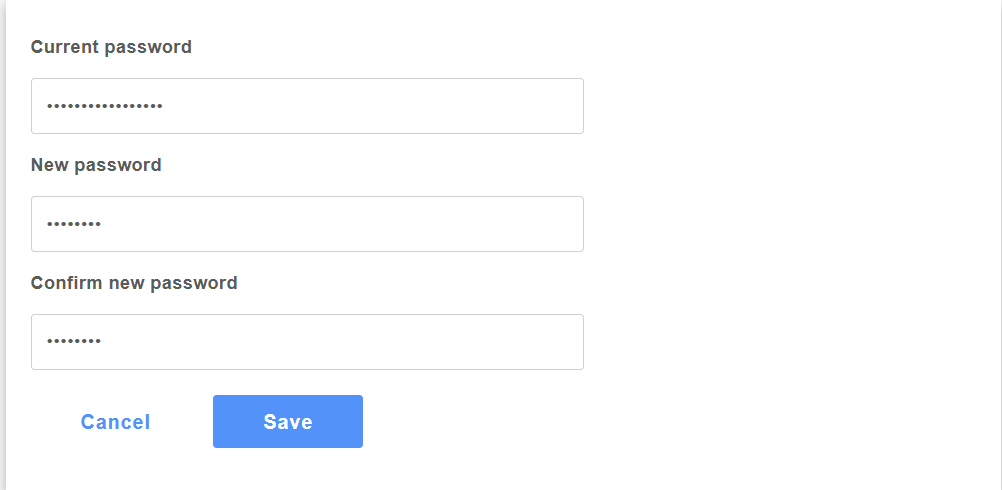 Current password
•••••••••••••••••
New password
••••••••
Confirm new password
••••••••
Cancel Save